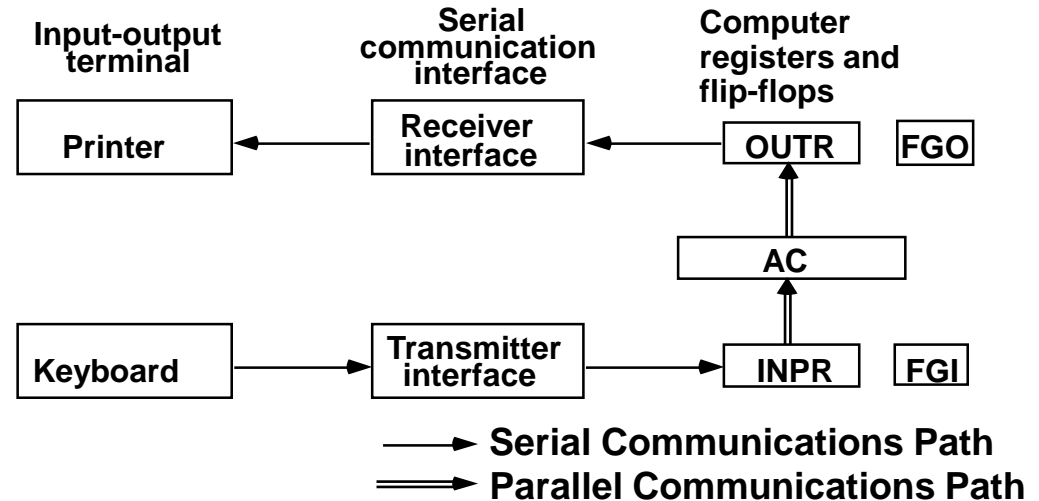 Input-output
terminal
Serial
communication
interface
Computer
registers and
flip-flops
Printer
Receiver
interface
OUTR
FGO
AC
Keyboard
Transmitter
interface
INPR
FGI
Serial Communications Path
Parallel Communications Path